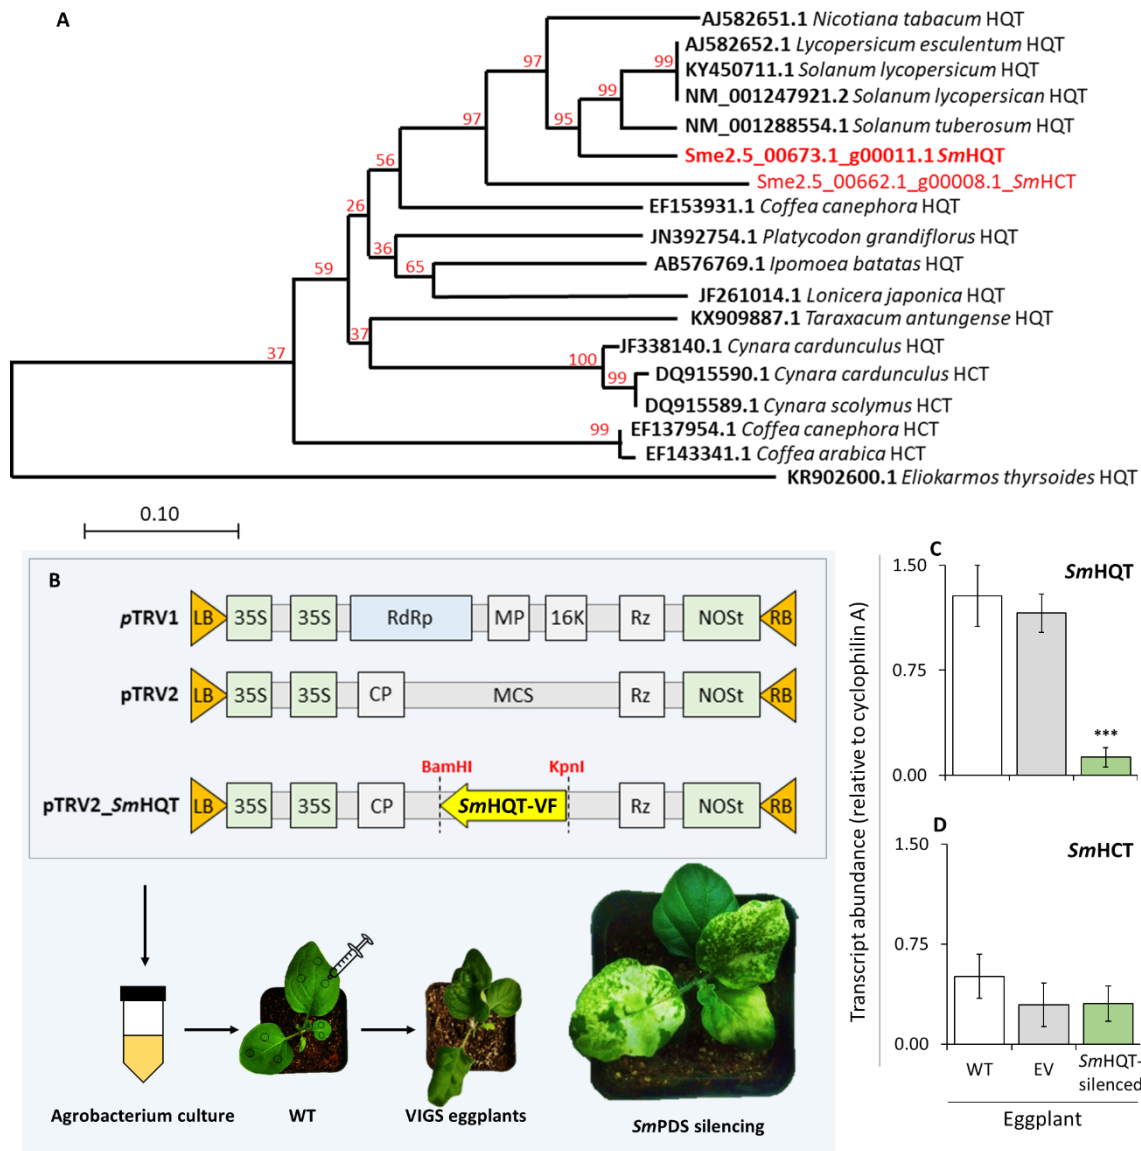 A
AJ582651.1 Nicotiana tabacum HQT
AJ582652.1 Lycopersicum esculentum HQT
KY450711.1 Solanum lycopersicum HQT
NM_001247921.2 Solanum lycopersican HQT
NM_001288554.1 Solanum tuberosum HQT
Sme2.5_00673.1_g00011.1 SmHQT
Sme2.5_00662.1_g00008.1_SmHCT
EF153931.1 Coffea canephora HQT
JN392754.1 Platycodon grandiflorus HQT
AB576769.1 Ipomoea batatas HQT
JF261014.1 Lonicera japonica HQT
KX909887.1 Taraxacum antungense HQT
JF338140.1 Cynara cardunculus HQT
DQ915590.1 Cynara cardunculus HCT
DQ915589.1 Cynara scolymus HCT
EF137954.1 Coffea canephora HCT
EF143341.1 Coffea arabica HCT
KR902600.1 Eliokarmos thyrsoides HQT
97
99
99
95
97
56
26
36
65
59
37
100
99
37
99
0.10
B
pTRV1 LB 35S 35S RdRp MP 16K Rz NOSt RB
pTRV2 LB 35S 35S CP MCS Rz NOSt RB
BamHI KpnI
pTRV2_SmHQT LB 35S 35S CP SmHQT-VF Rz NOSt RB
Agrobacterium culture
WT
VIGS eggplants
SmPDS silencing
Transcript abundance (relative to cyclophilin A)
C
SmHQT
1.50
0.75
0.00
***
D
SmHCT
1.50
0.75
0.00
WT
EV
SmHQT-
silenced
Eggplant